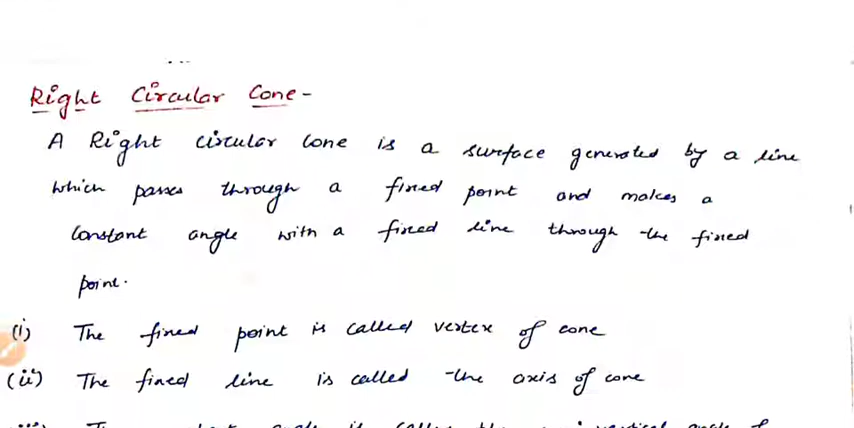 Right Circular Cone-
A Right circular cone is a surface generated by a line
which passes through a fixed point and makes a
constant angle with a fixed line through the fixed
point.
(i) The fixed point is called vertex of cone
(ii) The fixed line is called the axis of cone